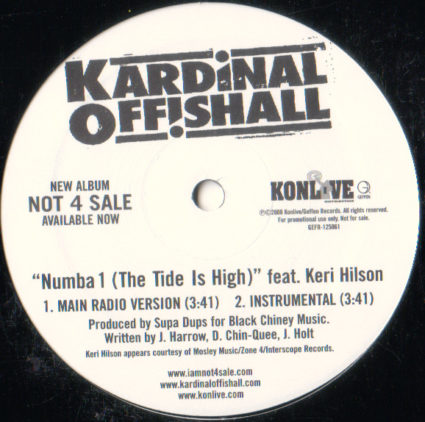 KARDINAL
OFFISHALL
NEW ALBUM
NOT 4 SALE
AVAILABLE NOW
KONLIVE
DISTRIBUTION
GEFFEN
Ⓟ©2008 Konlive/Geffen Records. All rights reserved.
For promotional use only. Not for sale.
GEFR-125061
"Numba 1 (The Tide Is High)" feat. Keri Hilson
1. MAIN RADIO VERSION (3:41) 2. INSTRUMENTAL (3:41)
Produced by Supa Dups for Black Chiney Music.
Written by J. Harrow, D. Chin-Quee, J. Holt
Keri Hilson appears courtesy of Mosley Music/Zone 4/Interscope Records.
www.iamnot4sale.com
www.kardinaloffishall.com
www.konlive.com